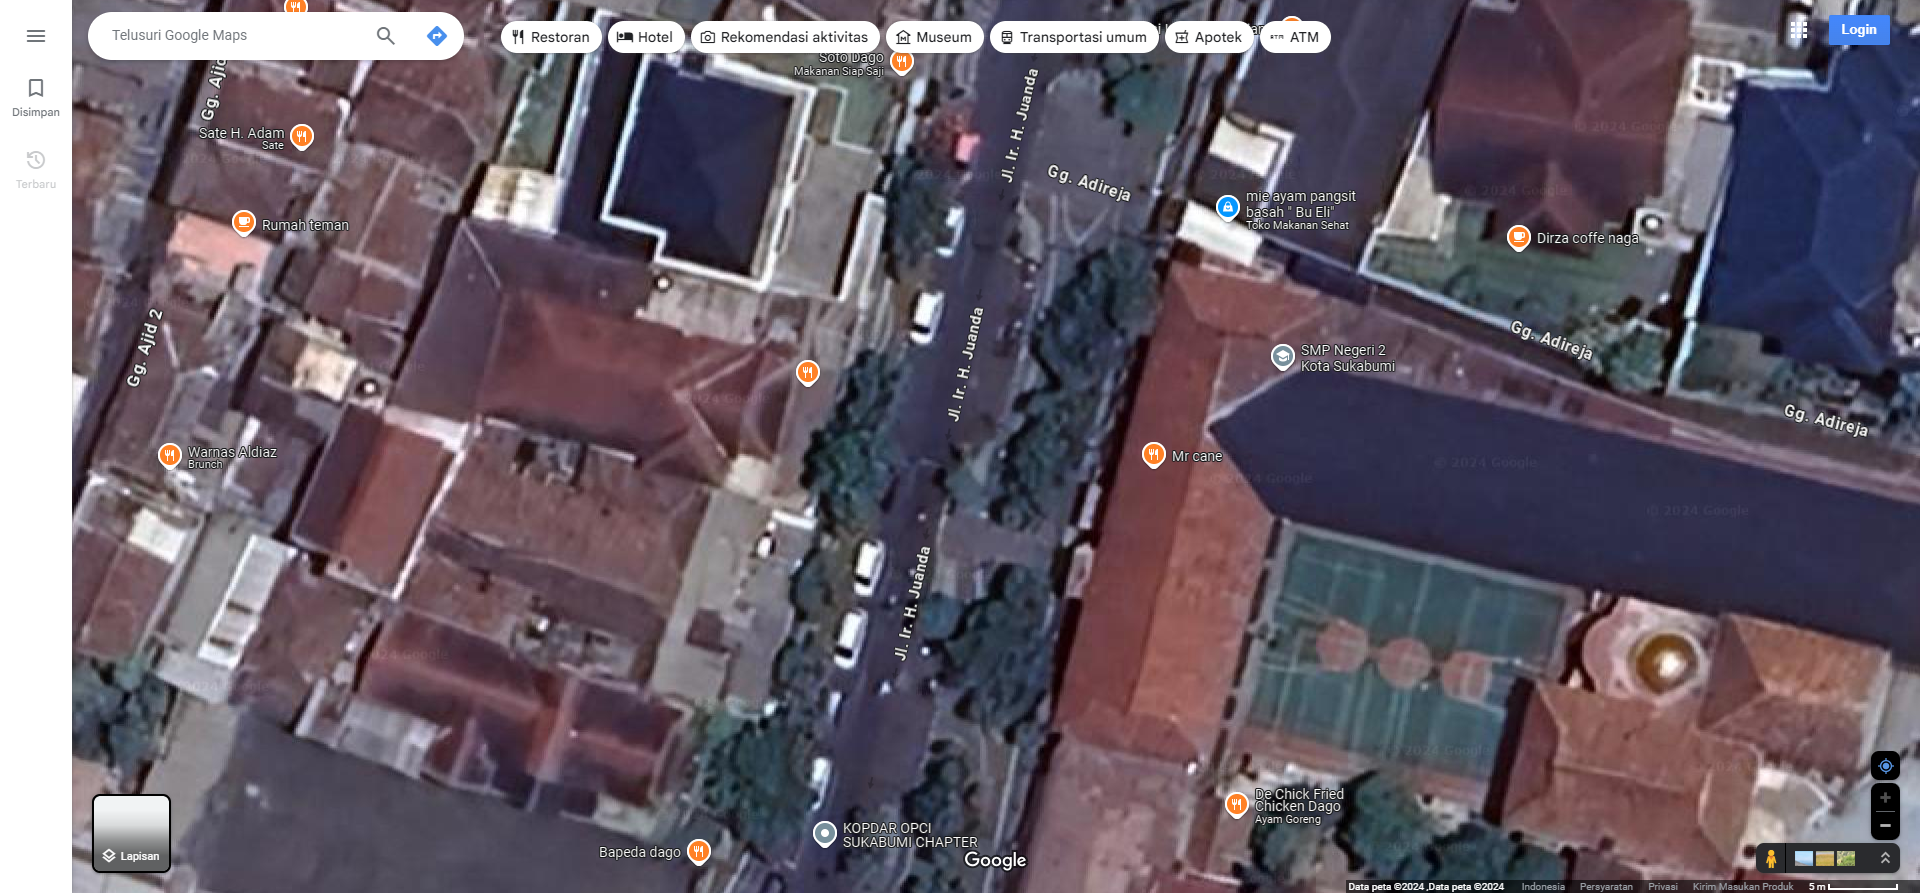 Telusuri Google Maps
Restoran
Hotel
Rekomendasi aktivitas
Museum
Transportasi umum
Apotek
ATM
Login
Disimpan
Terbaru
Soto Dago
Makanan Siap Saji
Sate H. Adam
Sate
Rumah teman
Gg. Ajid 2
Warnas Aldiaz
Brunch
Jl. Ir. H. Juanda
Gg. Adireja
mie ayam pangsit
basah " Bu Eli"
Toko Makanan Sehat
Dirza coffe naga
Jl. Ir. H. Juanda
Gg. Adireja
SMP Negeri 2
Kota Sukabumi
Gg. Adireja
Mr cane
Jl. Ir. H. Juanda
De Chick Fried
Chicken Dago
Ayam Goreng
KOPDAR OPCI
SUKABUMI CHAPTER
Bapeda dago
Lapisan
Google
© 2024 Google
© 2024 Google
Data peta ©2024 ,Data peta ©2024
Indonesia
Persyaratan
Privasi
Kirim Masukan Produk
5 m